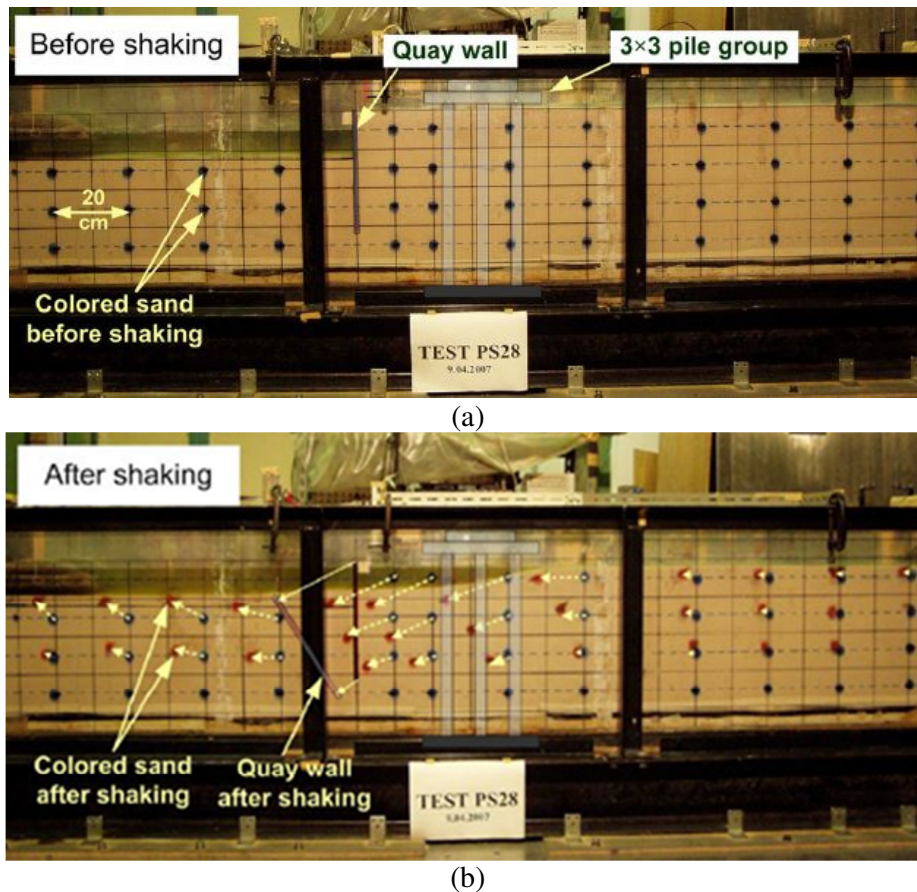 Before shaking
Quay wall
3×3 pile group
20
cm
Colored sand
before shaking
TEST PS28
9.04.2007
(a)
After shaking
Colored sand
after shaking
Quay wall
after shaking
TEST PS28
(b)